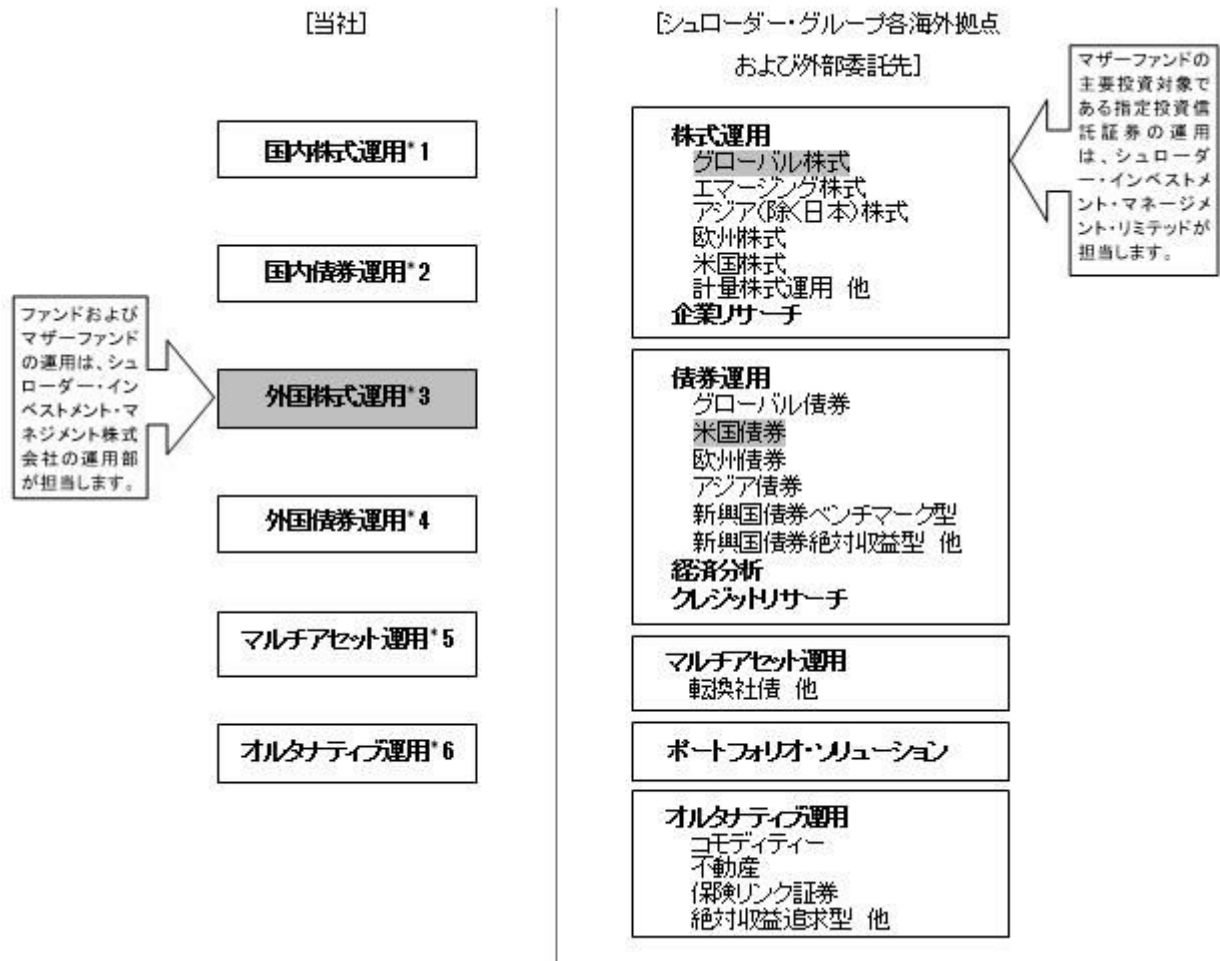 [当社]
国内株式運用*1
国内債券運用*2
ファンドおよび
マザーファンド
の運用は、シュ
ローダー・イン
ベストメント・マ
ネジメント株式
会社の運用部
が担当します。
外国株式運用*3
外国債券運用*4
マルチアセット運用*5
オルタナティブ運用*6
[シュローダー・グループ各海外拠点
および外部委託先]
株式運用
グローバル株式
エマージング株式
アジア(除く日本)株式
欧州株式
米国株式
計量株式運用 他
企業リサーチ
マザーファンドの
主要投資対象で
ある指定投資信
託証券の運用
は、シュローダ
ー・インベストメ
ント・マネージメ
ント・リミテッドが
担当します。
債券運用
グローバル債券
米国債券
欧州債券
アジア債券
新興国債券ベンチマーク型
新興国債券絶対収益型 他
経済分析
クレジットリサーチ
マルチアセット運用
転換社債 他
ポートフォリオ・ソリューション
オルタナティブ運用
コモディティー
不動産
保険リンク証券
絶対収益追求型 他